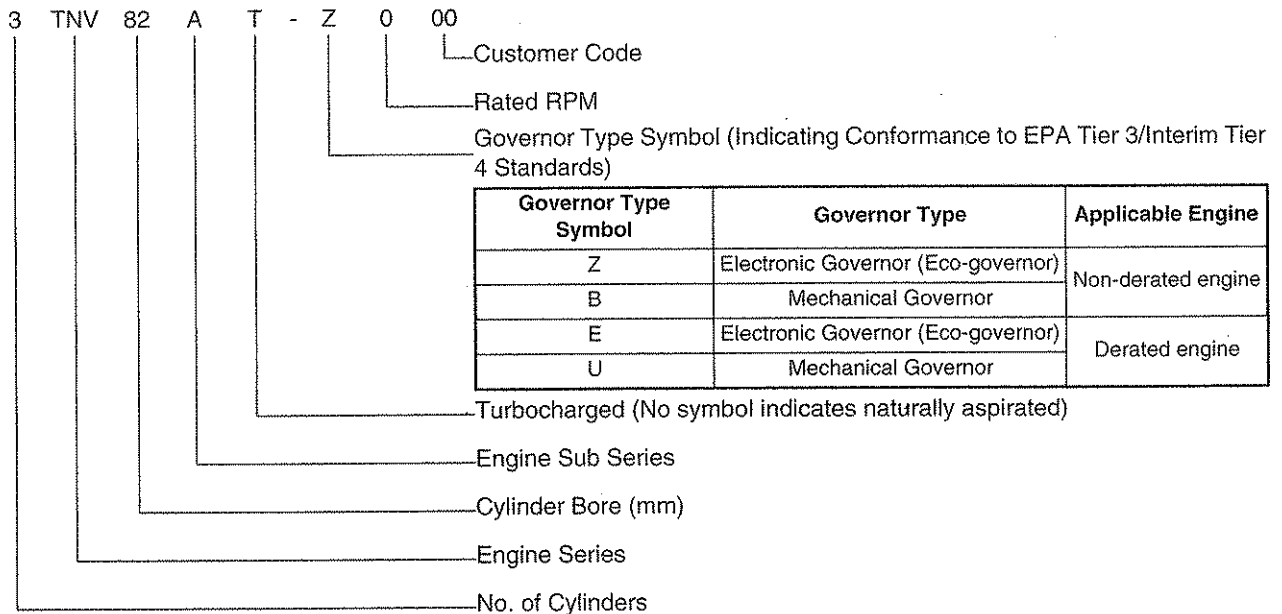 3 TNV 82 A T - Z 0 00
Customer Code
Rated RPM
Governor Type Symbol (Indicating Conformance to EPA Tier 3/Interim Tier
4 Standards)
Governor Type Symbol Governor Type Applicable Engine
Z Electronic Governor (Eco-governor) Non-derated engine
B Mechanical Governor
E Electronic Governor (Eco-governor) Derated engine
U Mechanical Governor
Turbocharged (No symbol indicates naturally aspirated)
Engine Sub Series
Cylinder Bore (mm)
Engine Series
No. of Cylinders